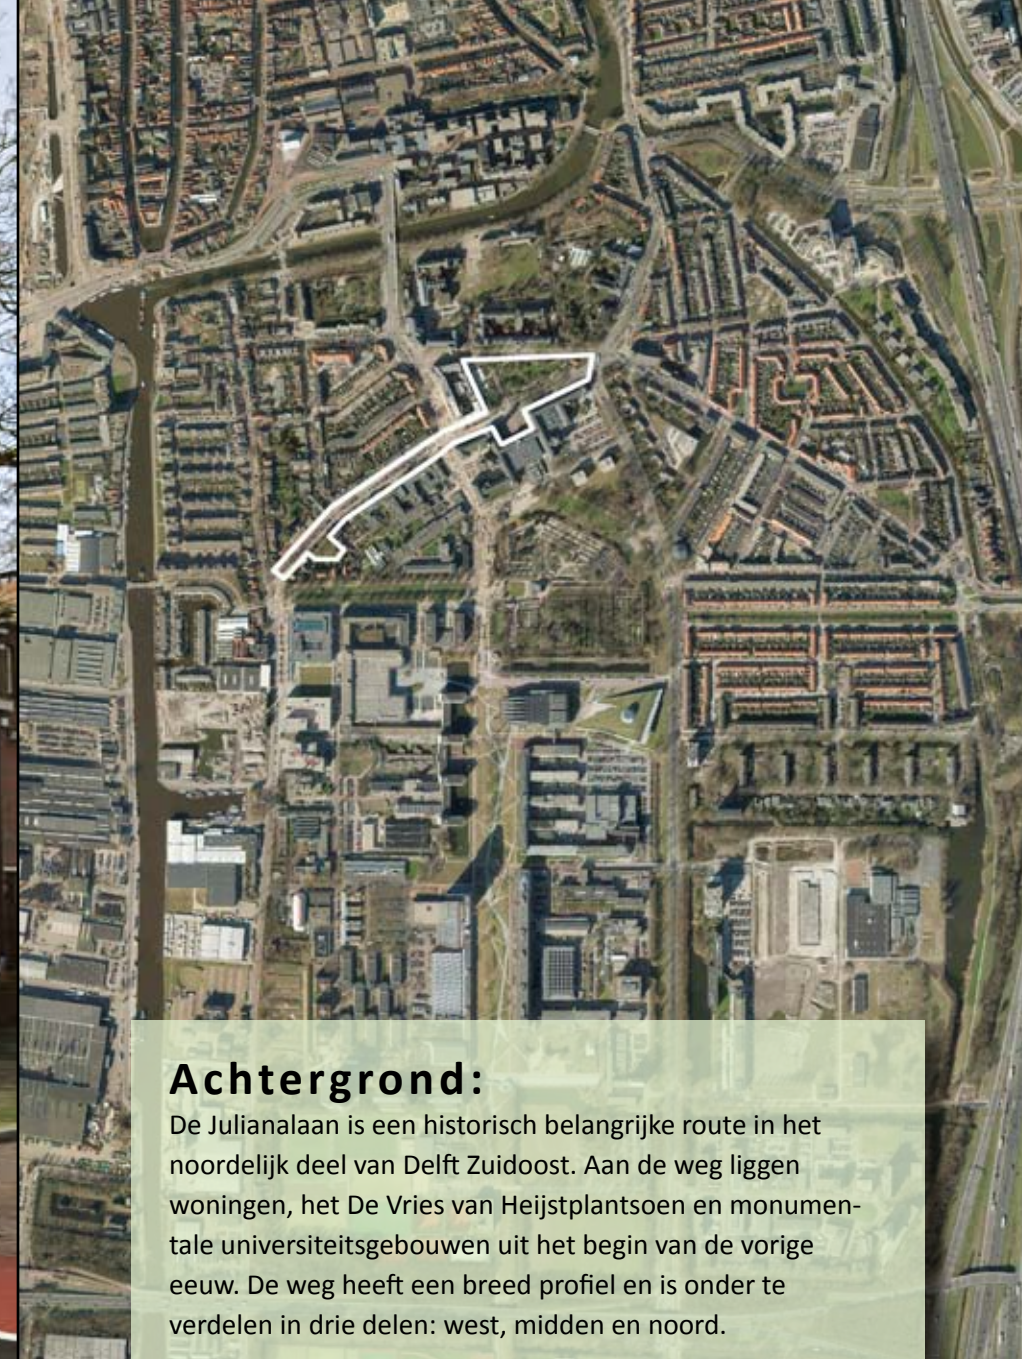 Achtergrond:
De Julianalaan is een historisch belangrijke route in het
noordelijk deel van Delft Zuidoost. Aan de weg liggen
woningen, het De Vries van Heijstplantsoen en monumen-
tale universiteitsgebouwen uit het begin van de vorige
eeuw. De weg heeft een breed profiel en is onder te
verdelen in drie delen: west, midden en noord.